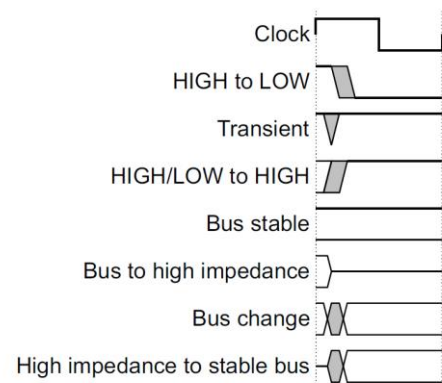 Clock
HIGH to LOW
Transient
HIGH/LOW to HIGH
Bus stable
Bus to high impedance
Bus change
High impedance to stable bus